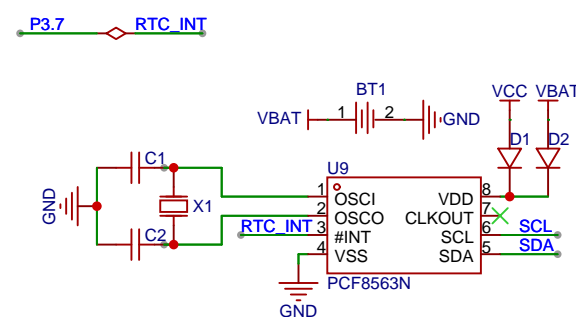 P3.7 RTC_INT
BT1
VCC VBAT
VBAT 1 2 GND
D1 D2
C1
U9
GND X1
1 OSCI VDD 8
2 OSCO CLKOUT 7
RTC_INT 3 #INT SCL 6 SCL
C2 4 VSS SDA 5 SDA
PCF8563N
GND